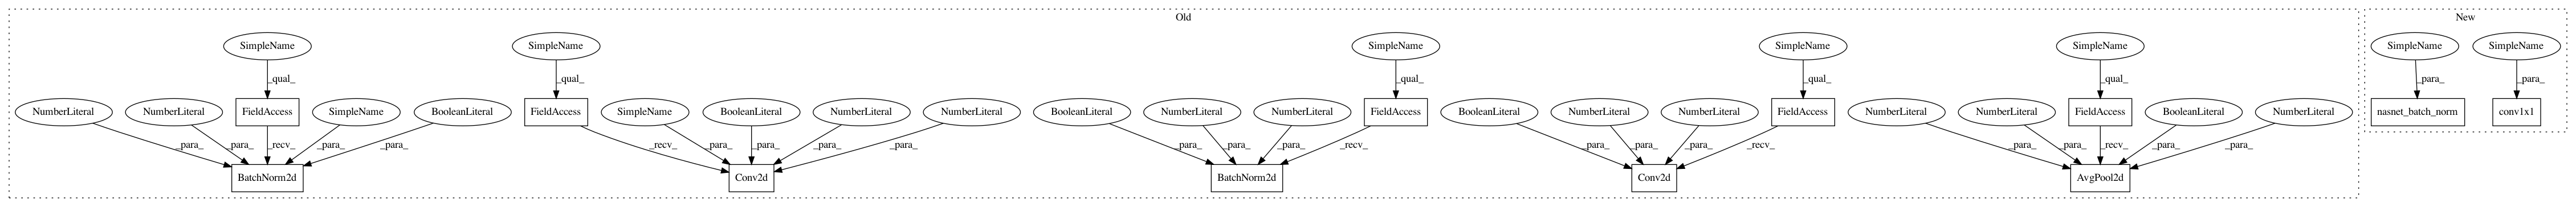 Old
New
SimpleName
SimpleName
SimpleName
SimpleName
SimpleName
SimpleName
SimpleName
_qual_
_qual_
_qual_
_qual_
_qual_
_para_
_para_
NumberLiteral
NumberLiteral
FieldAccess
SimpleName
BooleanLiteral
FieldAccess
SimpleName
BooleanLiteral
NumberLiteral
NumberLiteral
BooleanLiteral
NumberLiteral
NumberLiteral
FieldAccess
BooleanLiteral
NumberLiteral
NumberLiteral
FieldAccess
NumberLiteral
NumberLiteral
FieldAccess
BooleanLiteral
NumberLiteral
nasnet_batch_norm
conv1x1
_para_
_para_
_recv_
_para_
_para_
_recv_
_para_
_para_
_para_
_para_
_para_
_para_
_para_
_recv_
_para_
_para_
_para_
_recv_
_para_
_para_
_recv_
_para_
_para_
BatchNorm2d
Conv2d
BatchNorm2d
Conv2d
AvgPool2d